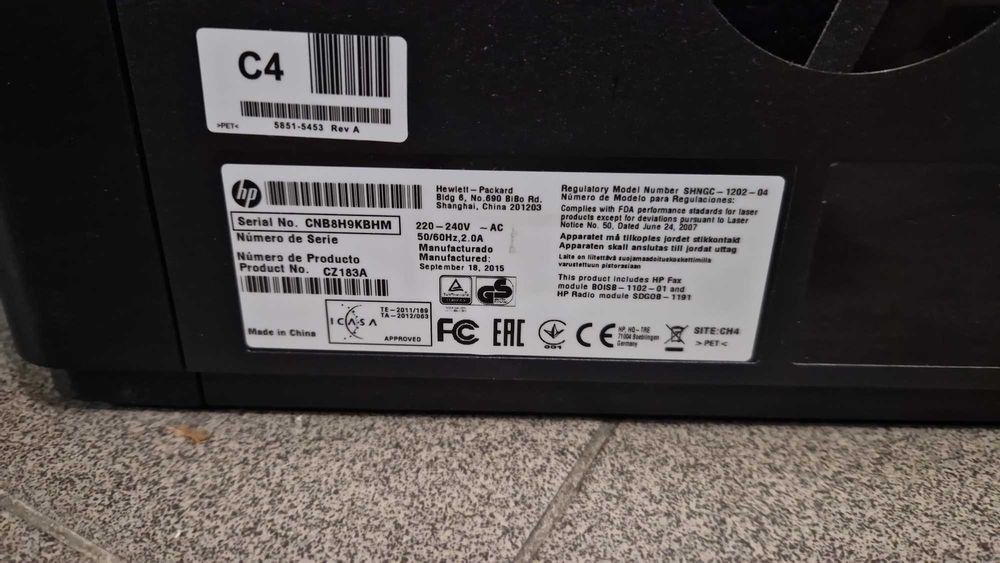 C4
>PET<
5851-5453 Rev A
hp
Hewlett-Packard
Bldg 6, No.690 BiBo Rd.
Shanghai, China 201203
Serial No. CNB8H9KBHM
Número de Serie
Número de Producto
Product No. CZ183A
220-240V ~ AC
50/60Hz, 2.0A
Manufacturado
Manufactured:
September 18, 2015
Regulatory Model Number SHNGC-1202-04
Número de Modelo para Regulaciones:
Complies with FDA performance standards for laser
products except for deviations pursuant to Laser
Notice No. 50, Dated June 24, 2007
Apparatet må tilkoples jordet stikkontakt
Apparaten skall anslutas till jordat uttag
Laite on liitettävä suojamaadoituskoskettimilla
varustettuun pistorasiaan
This product includes HP Fax
module BOISB-1102-01 and
HP Radio module SDGOB-1191
Made in China
ICASA
TE-2011/189
TA-2012/063
APPROVED
GS
FC
EAC
001
CE
HP, HQ-TRE
71004 Boeblingen
Germany
SITE:CH4
>PET<